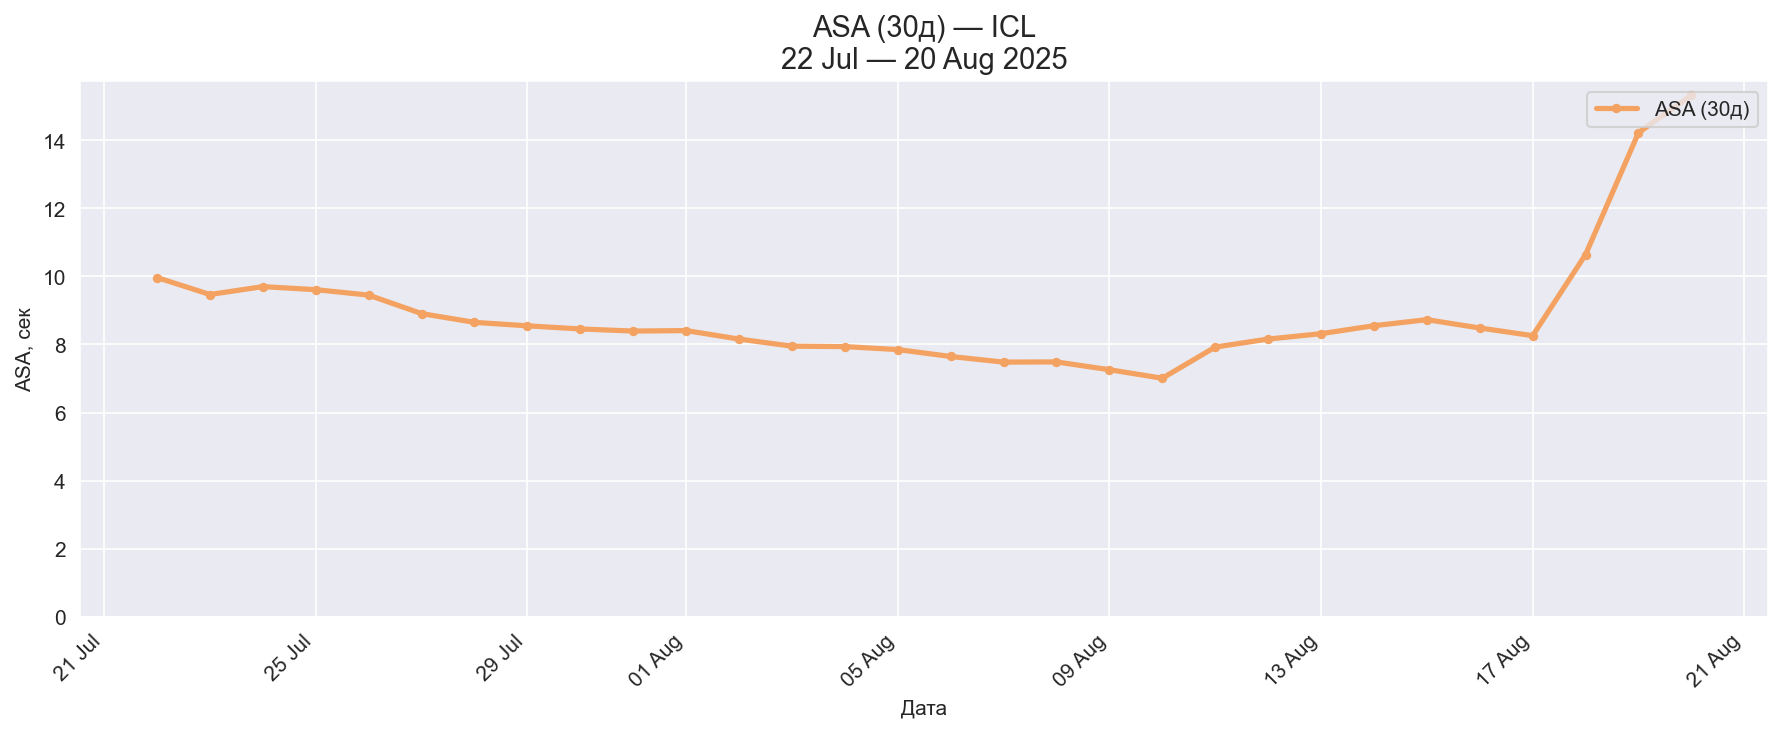 ASA (30д) — ICL
22 Jul — 20 Aug 2025
ASA (30д)
ASA, сек
14
12
10
8
6
4
2
0
21 Jul
25 Jul
29 Jul
01 Aug
05 Aug
09 Aug
13 Aug
17 Aug
21 Aug
Дата